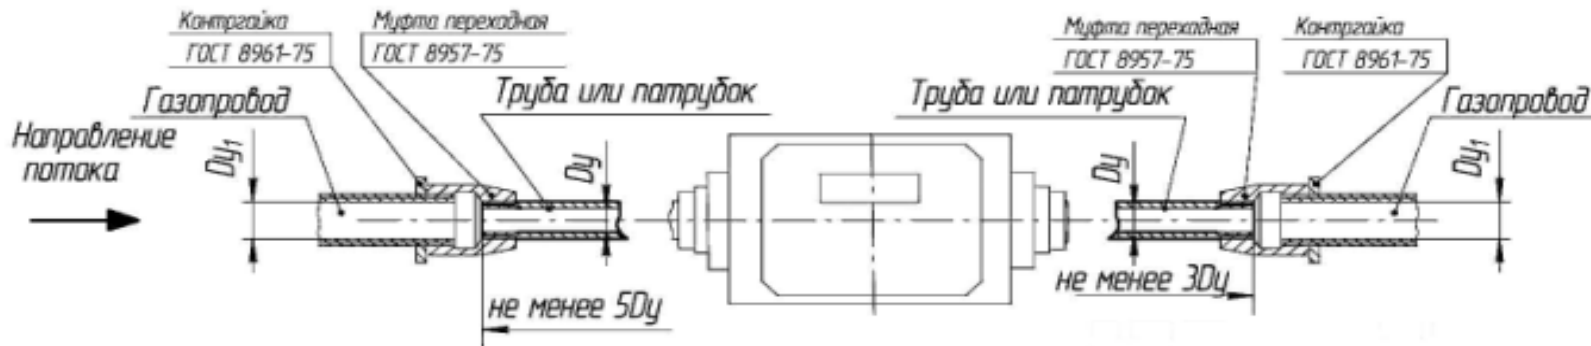 Контргайка
ГОСТ 8961-75
Муфта переходная
ГОСТ 8957-75
Муфта переходная
ГОСТ 8957-75
Контргайка
ГОСТ 8961-75
Газопровод
Труба или патрубок
Труба или патрубок
Газопровод
Направление
потока
Dу₁
Dу
Dу
Dу₁
не менее 5Dу
не менее 3Dу